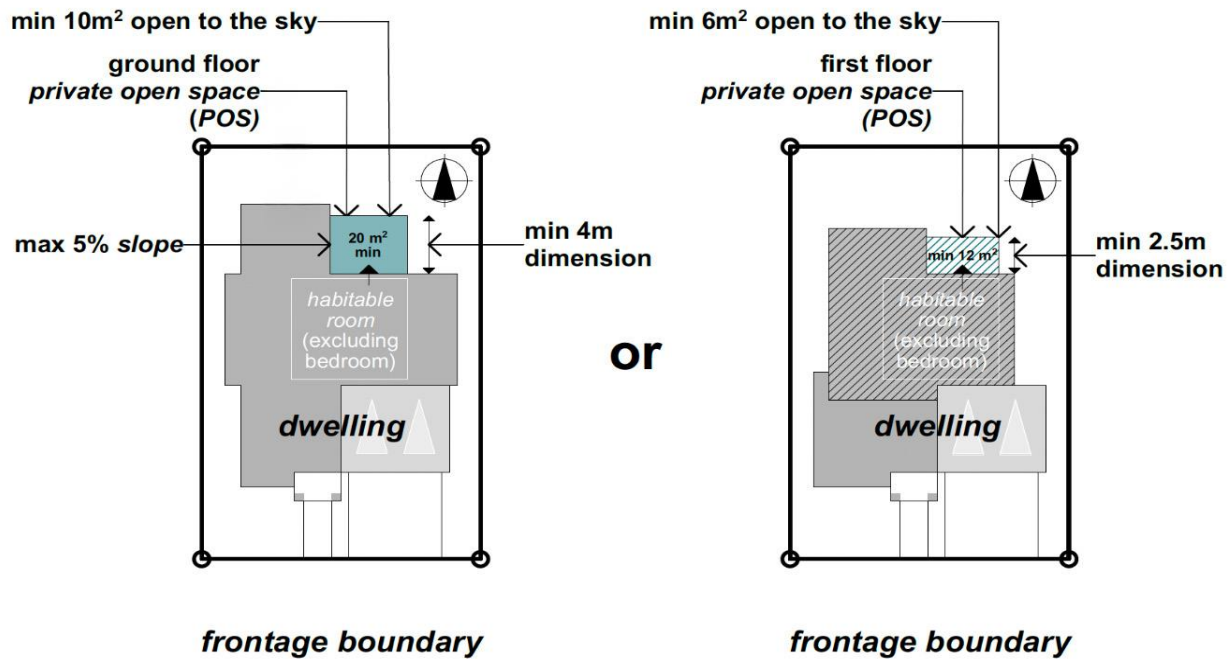 min 10m² open to the sky
ground floor
private open space
(POS)
max 5% slope
20 m²
min
min 4m
dimension
habitable
room
(excluding
bedroom)
dwelling
frontage boundary
or
min 6m² open to the sky
first floor
private open space
(POS)
min 12 m²
min 2.5m
dimension
habitable
room
(excluding
bedroom)
dwelling
frontage boundary